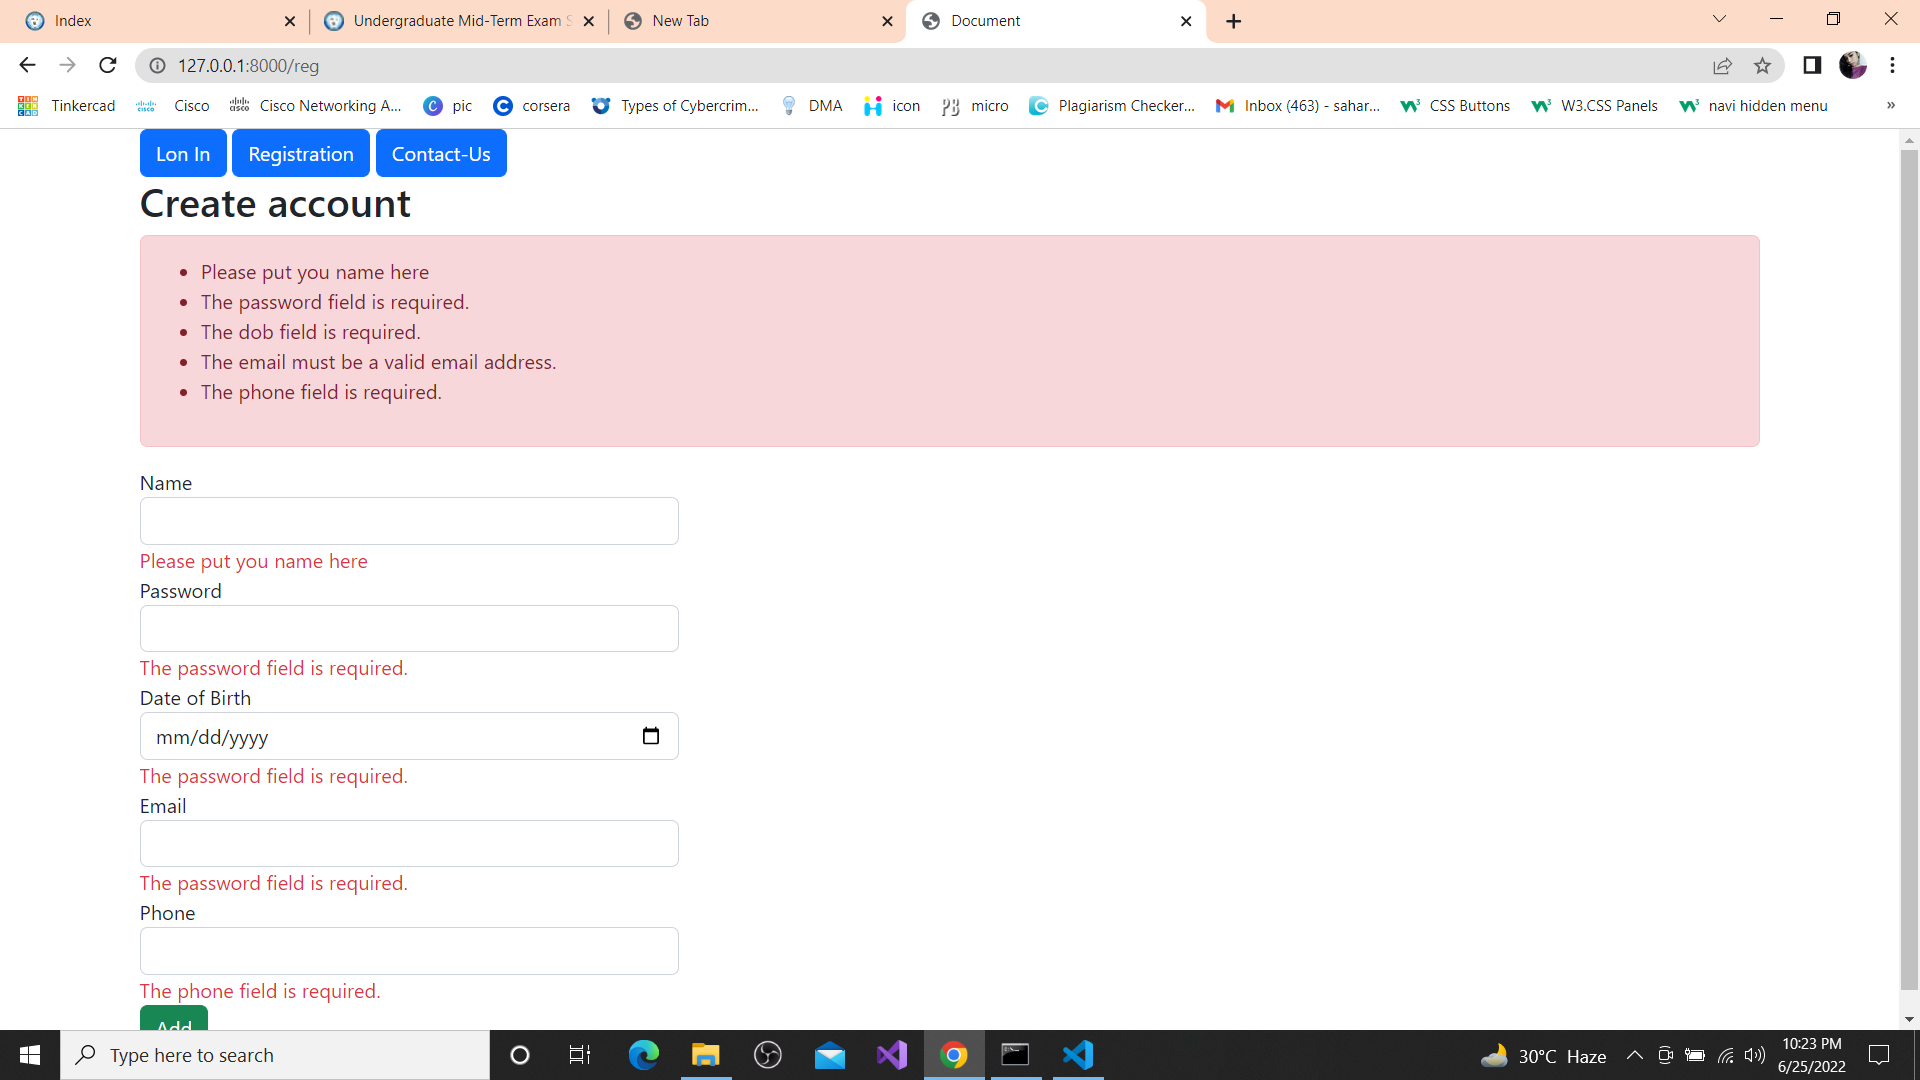 Index
Undergraduate Mid-Term Exam S
New Tab
Document
127.0.0.1:8000/reg
Tinkercad
Cisco
Cisco Networking A...
pic
corsera
Types of Cybercrim...
DMA
icon
micro
Plagiarism Checker...
Inbox (463) - sahar...
CSS Buttons
W3.CSS Panels
navi hidden menu
»
Lon In
Registration
Contact-Us
Create account
• Please put you name here
• The password field is required.
• The dob field is required.
• The email must be a valid email address.
• The phone field is required.
Name
Please put you name here
Password
The password field is required.
Date of Birth
mm/dd/yyyy
The password field is required.
Email
The password field is required.
Phone
The phone field is required.
Add
Type here to search
30°C Haze
10:23 PM
6/25/2022